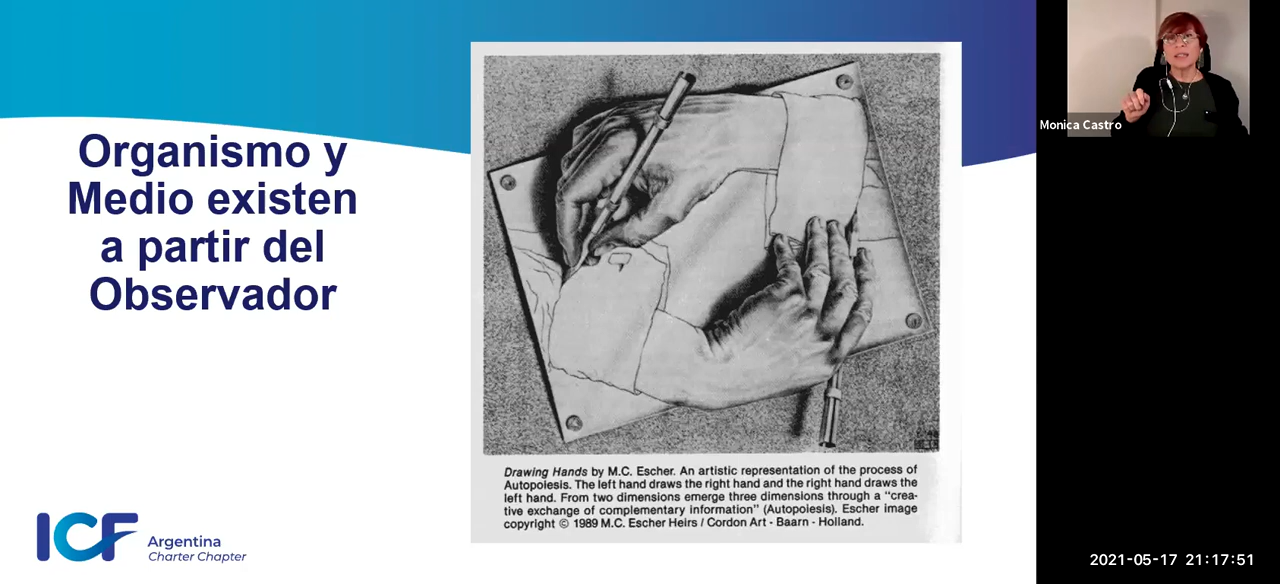 Organismo y
Medio existen
a partir del
Observador
Drawing Hands by M.C. Escher. An artistic representation of the process of
Autopoiesis. The left hand draws the right hand and the right hand draws the
left hand. From two dimensions emerge three dimensions through a “crea-
tive exchange of complementary information” (Autopoiesis). Escher image
copyright © 1989 M.C. Escher Heirs / Cordon Art - Baarn - Holland.
ICF
Argentina
Charter Chapter
Monica Castro
2021-05-17 21:17:51